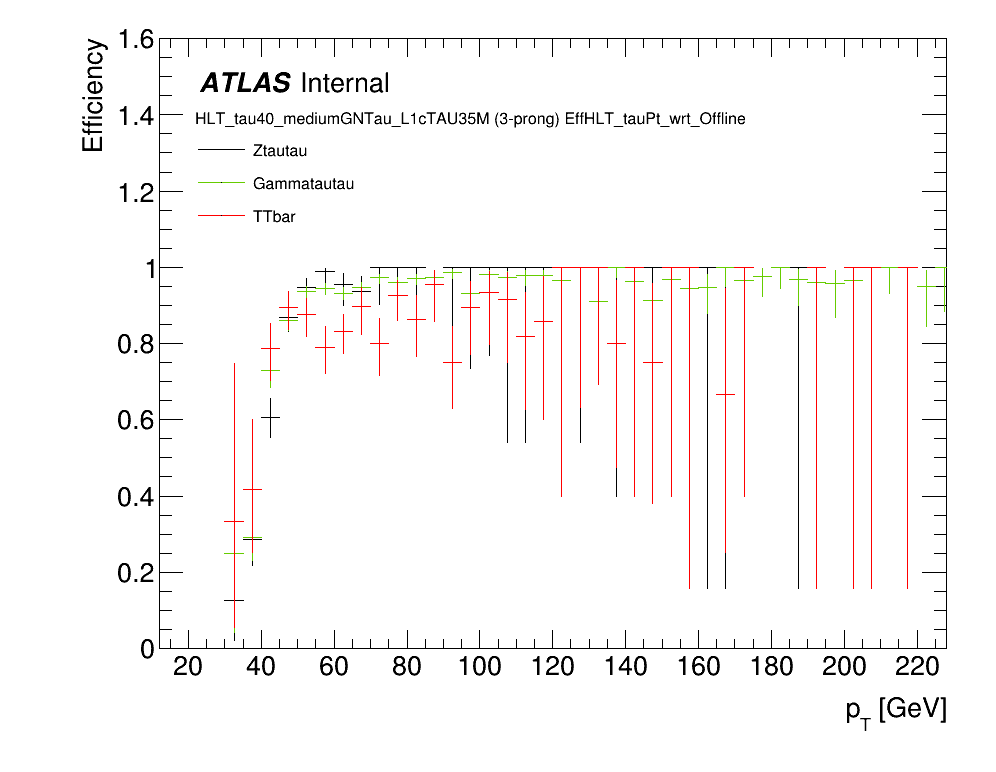 Efficiency
1.6
1.4
1.2
1
0.8
0.6
0.4
0.2
0
ATLAS Internal
HLT_tau40_mediumGNTau_L1cTAU35M (3-prong) EffHLT_tauPt_wrt_Offline
Ztautau
Gammatautau
TTbar
20 40 60 80 100 120 140 160 180 200 220
p_T [GeV]